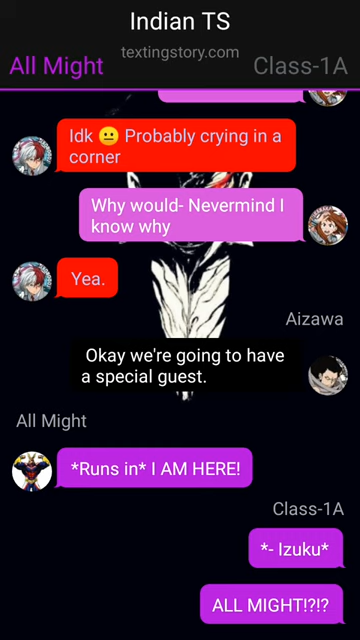 Indian TS
textingstory.com
All Might
Class-1A
Idk 😐 Probably crying in a
corner
Why would- Nevermind I
know why
Yea.
Aizawa
Okay we're going to have
a special guest.
All Might
*Runs in* I AM HERE!
Class-1A
*- Izuku*
ALL MIGHT!?!?